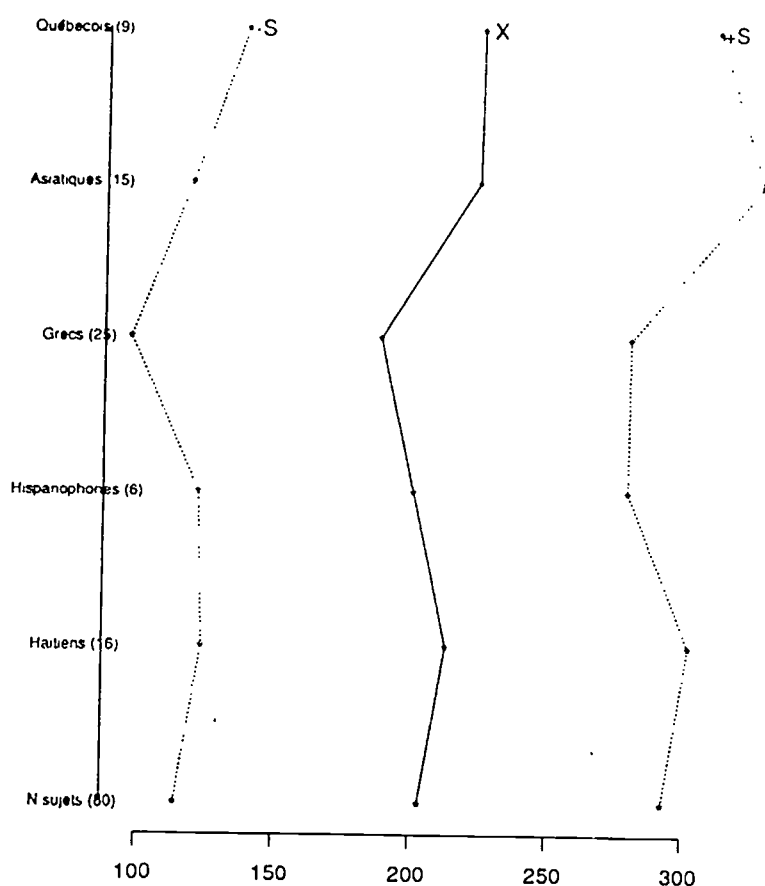 Québecois (9) -S X +S
Asiatiques (15)
Grecs (25)
Hispanophones (6)
Haitiens (16)
N sujets (80)
100 150 200 250 300